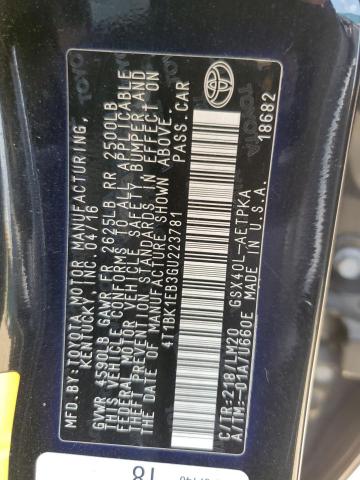 MFD.BY:TOYOTA MOTOR MANUFACTURING,
KENTUCKY, INC. 04/16
GVWR 4590LB GAWR FR 2625LB RR 2500LB
THIS VEHICLE CONFORMS TO ALL APPLICABLE
FEDERAL MOTOR VEHICLE SAFETY, BUMPER, AND
THEFT PREVENTION STANDARDS IN EFFECT ON
THE DATE OF MANUFACTURE SHOWN ABOVE.
4T1BK1EB3GU223781 PASS.CAR
TOYOTA
C/TR:218/LM20 GSX40L-AETPKA
A/TM:-01A/U660E MADE IN U.S.A. 18682
18